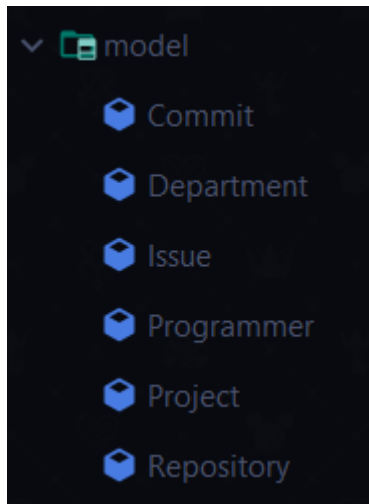 model
Commit
Department
Issue
Programmer
Project
Repository